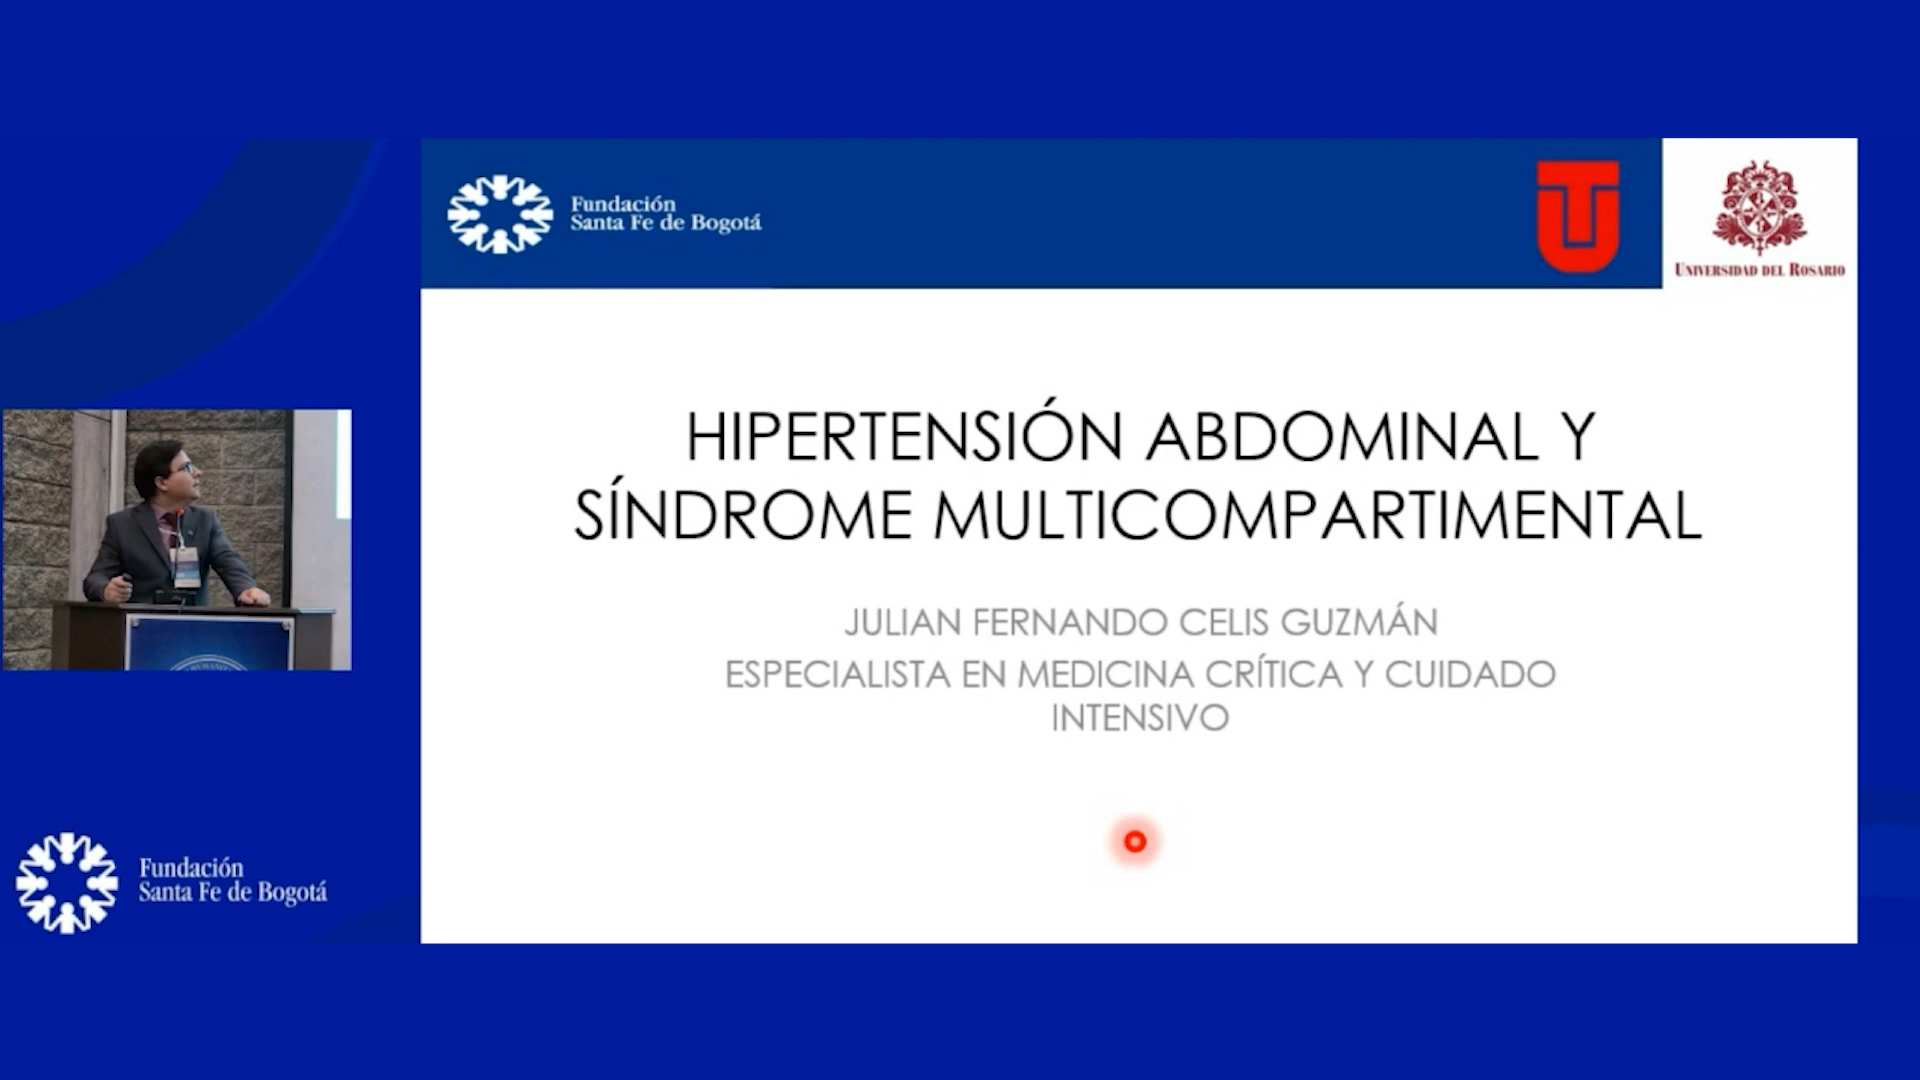 Fundación
Santa Fe de Bogotá
UNIVERSIDAD DEL ROSARIO
HIPERTENSIÓN ABDOMINAL Y
SÍNDROME MULTICOMPARTIMENTAL
JULIAN FERNANDO CELIS GUZMÁN
ESPECIALISTA EN MEDICINA CRÍTICA Y CUIDADO
INTENSIVO
Fundación
Santa Fe de Bogotá